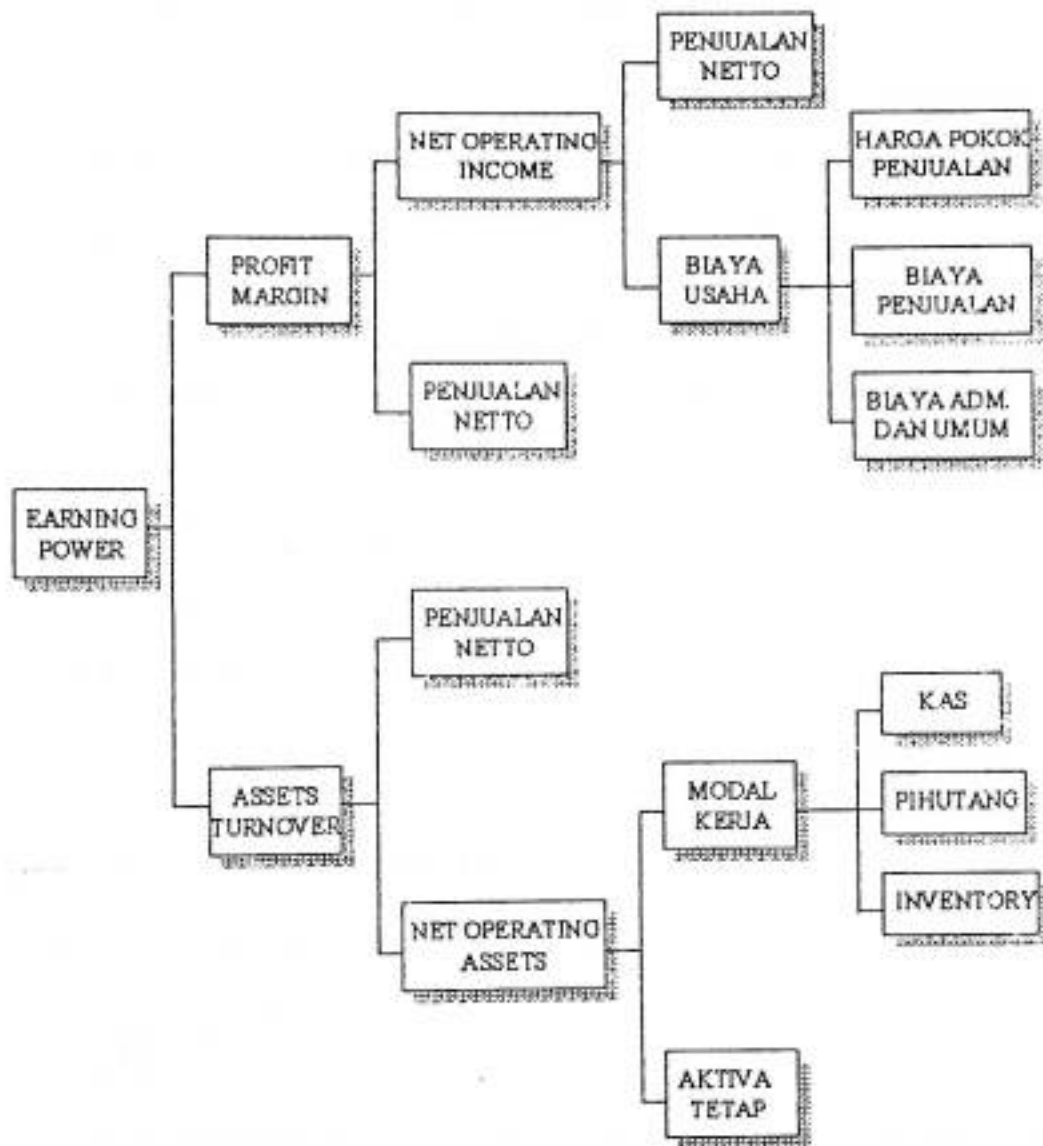 PENJUALAN
NETTO
NET OPERATING
INCOME
HARGA POKOK
PENJUALAN
PROFIT
MARGIN
BIAYA
USAHA
BIAYA
PENJUALAN
PENJUALAN
NETTO
BIAYA ADM.
DAN UMUM
EARNING
POWER
PENJUALAN
NETTO
KAS
ASSETS
TURNOVER
MODAL
KERJA
PIHUTANG
INVENTORY
NET OPERATING
ASSETS
AKTIVA
TETAP